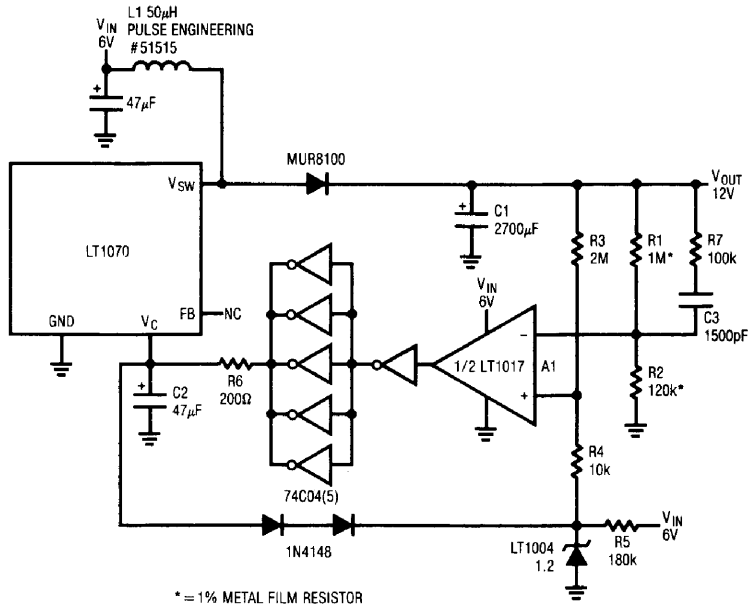 L1 50μH
PULSE ENGINEERING
#51515
VIN
6V
+
47μF
MUR8100
VSW
VOUT
12V
+
C1
2700μF
R3
2M
R1
1M*
R7
100k
LT1070
VIN
6V
C3
1500pF
FB
NC
GND
VC
−
1/2 LT1017
A1
+
R2
120k*
R6
200Ω
+
C2
47μF
R4
10k
74C04(5)
1N4148
VIN
6V
R5
180k
LT1004
1.2
* = 1% METAL FILM RESISTOR